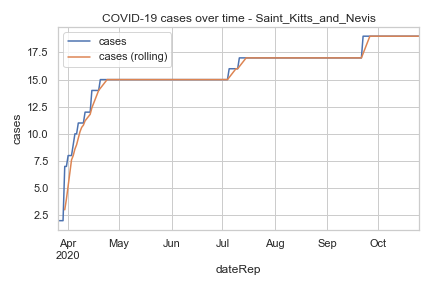 COVID-19 cases over time - Saint_Kitts_and_Nevis
cases
cases (rolling)
17.5
15.0
12.5
10.0
7.5
5.0
2.5
cases
Apr May Jun Jul Aug Sep Oct
2020
dateRep